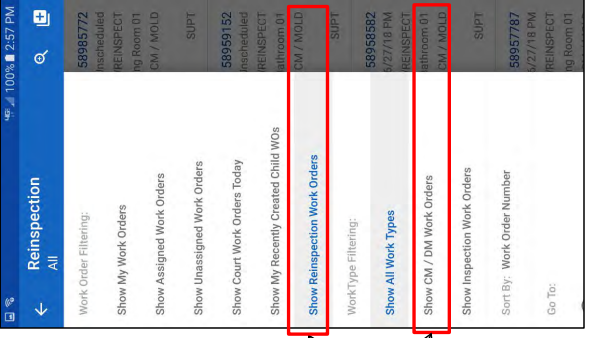 4GE 100% 2:57 PM
Reinspection
All
Work Order Filtering:
Show My Work Orders
Show Assigned Work Orders
Show Unassigned Work Orders
Show Court Work Orders Today
Show My Recently Created Child WOs
Show Reinspection Work Orders
WorkType Filtering:
Show All Work Types
Show CM / DM Work Orders
Show Inspection Work Orders
Sort By: Work Order Number
Go To:
58985772
nscheduled
REINSPECT
ng Room 01
CM / MOLD
SUPT
58959152
nscheduled
REINSPECT
athroom 01
CM / MOLD
SUPT
58958582
6/27/18 PM
REINSPECT
athroom 01
CM / MOLD
SUPT
58957787
6/27/18 PM
REINSPECT
ng Room 01